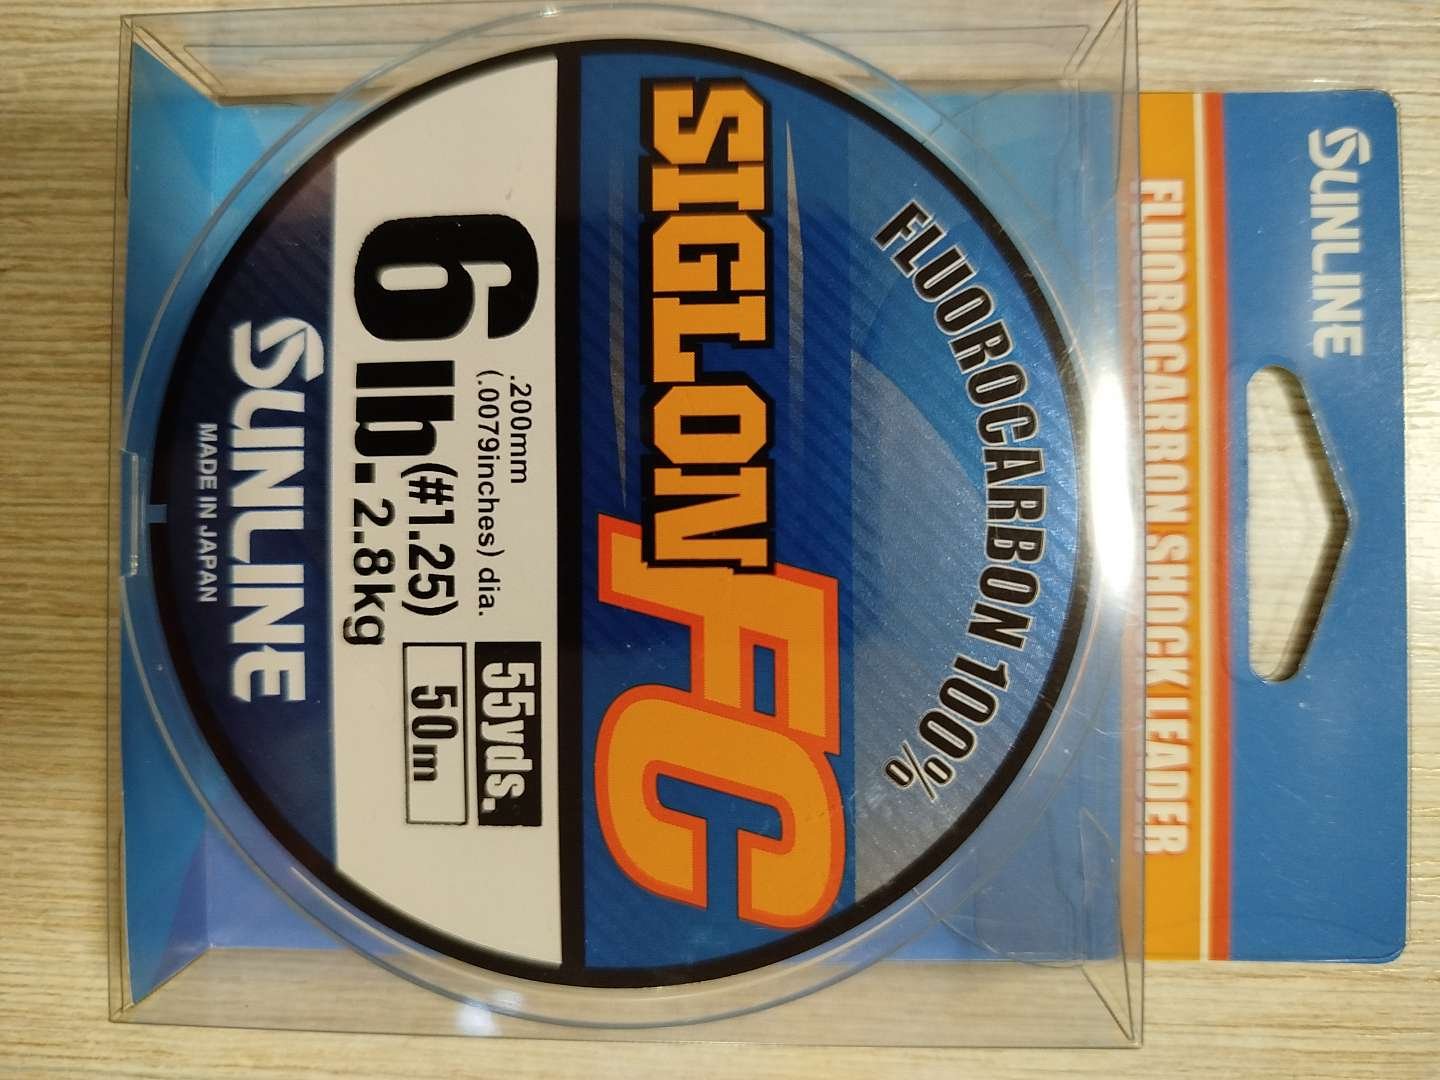 SUNLINE
FLUOROCARBON SHOCK LEADER
FLUOROCARBON 100%
SIGLON FC
6lb.
.200mm
(.0079inches) dia.
(#1.25)
2.8kg
55yds.
50m
SUNLINE
MADE IN JAPAN